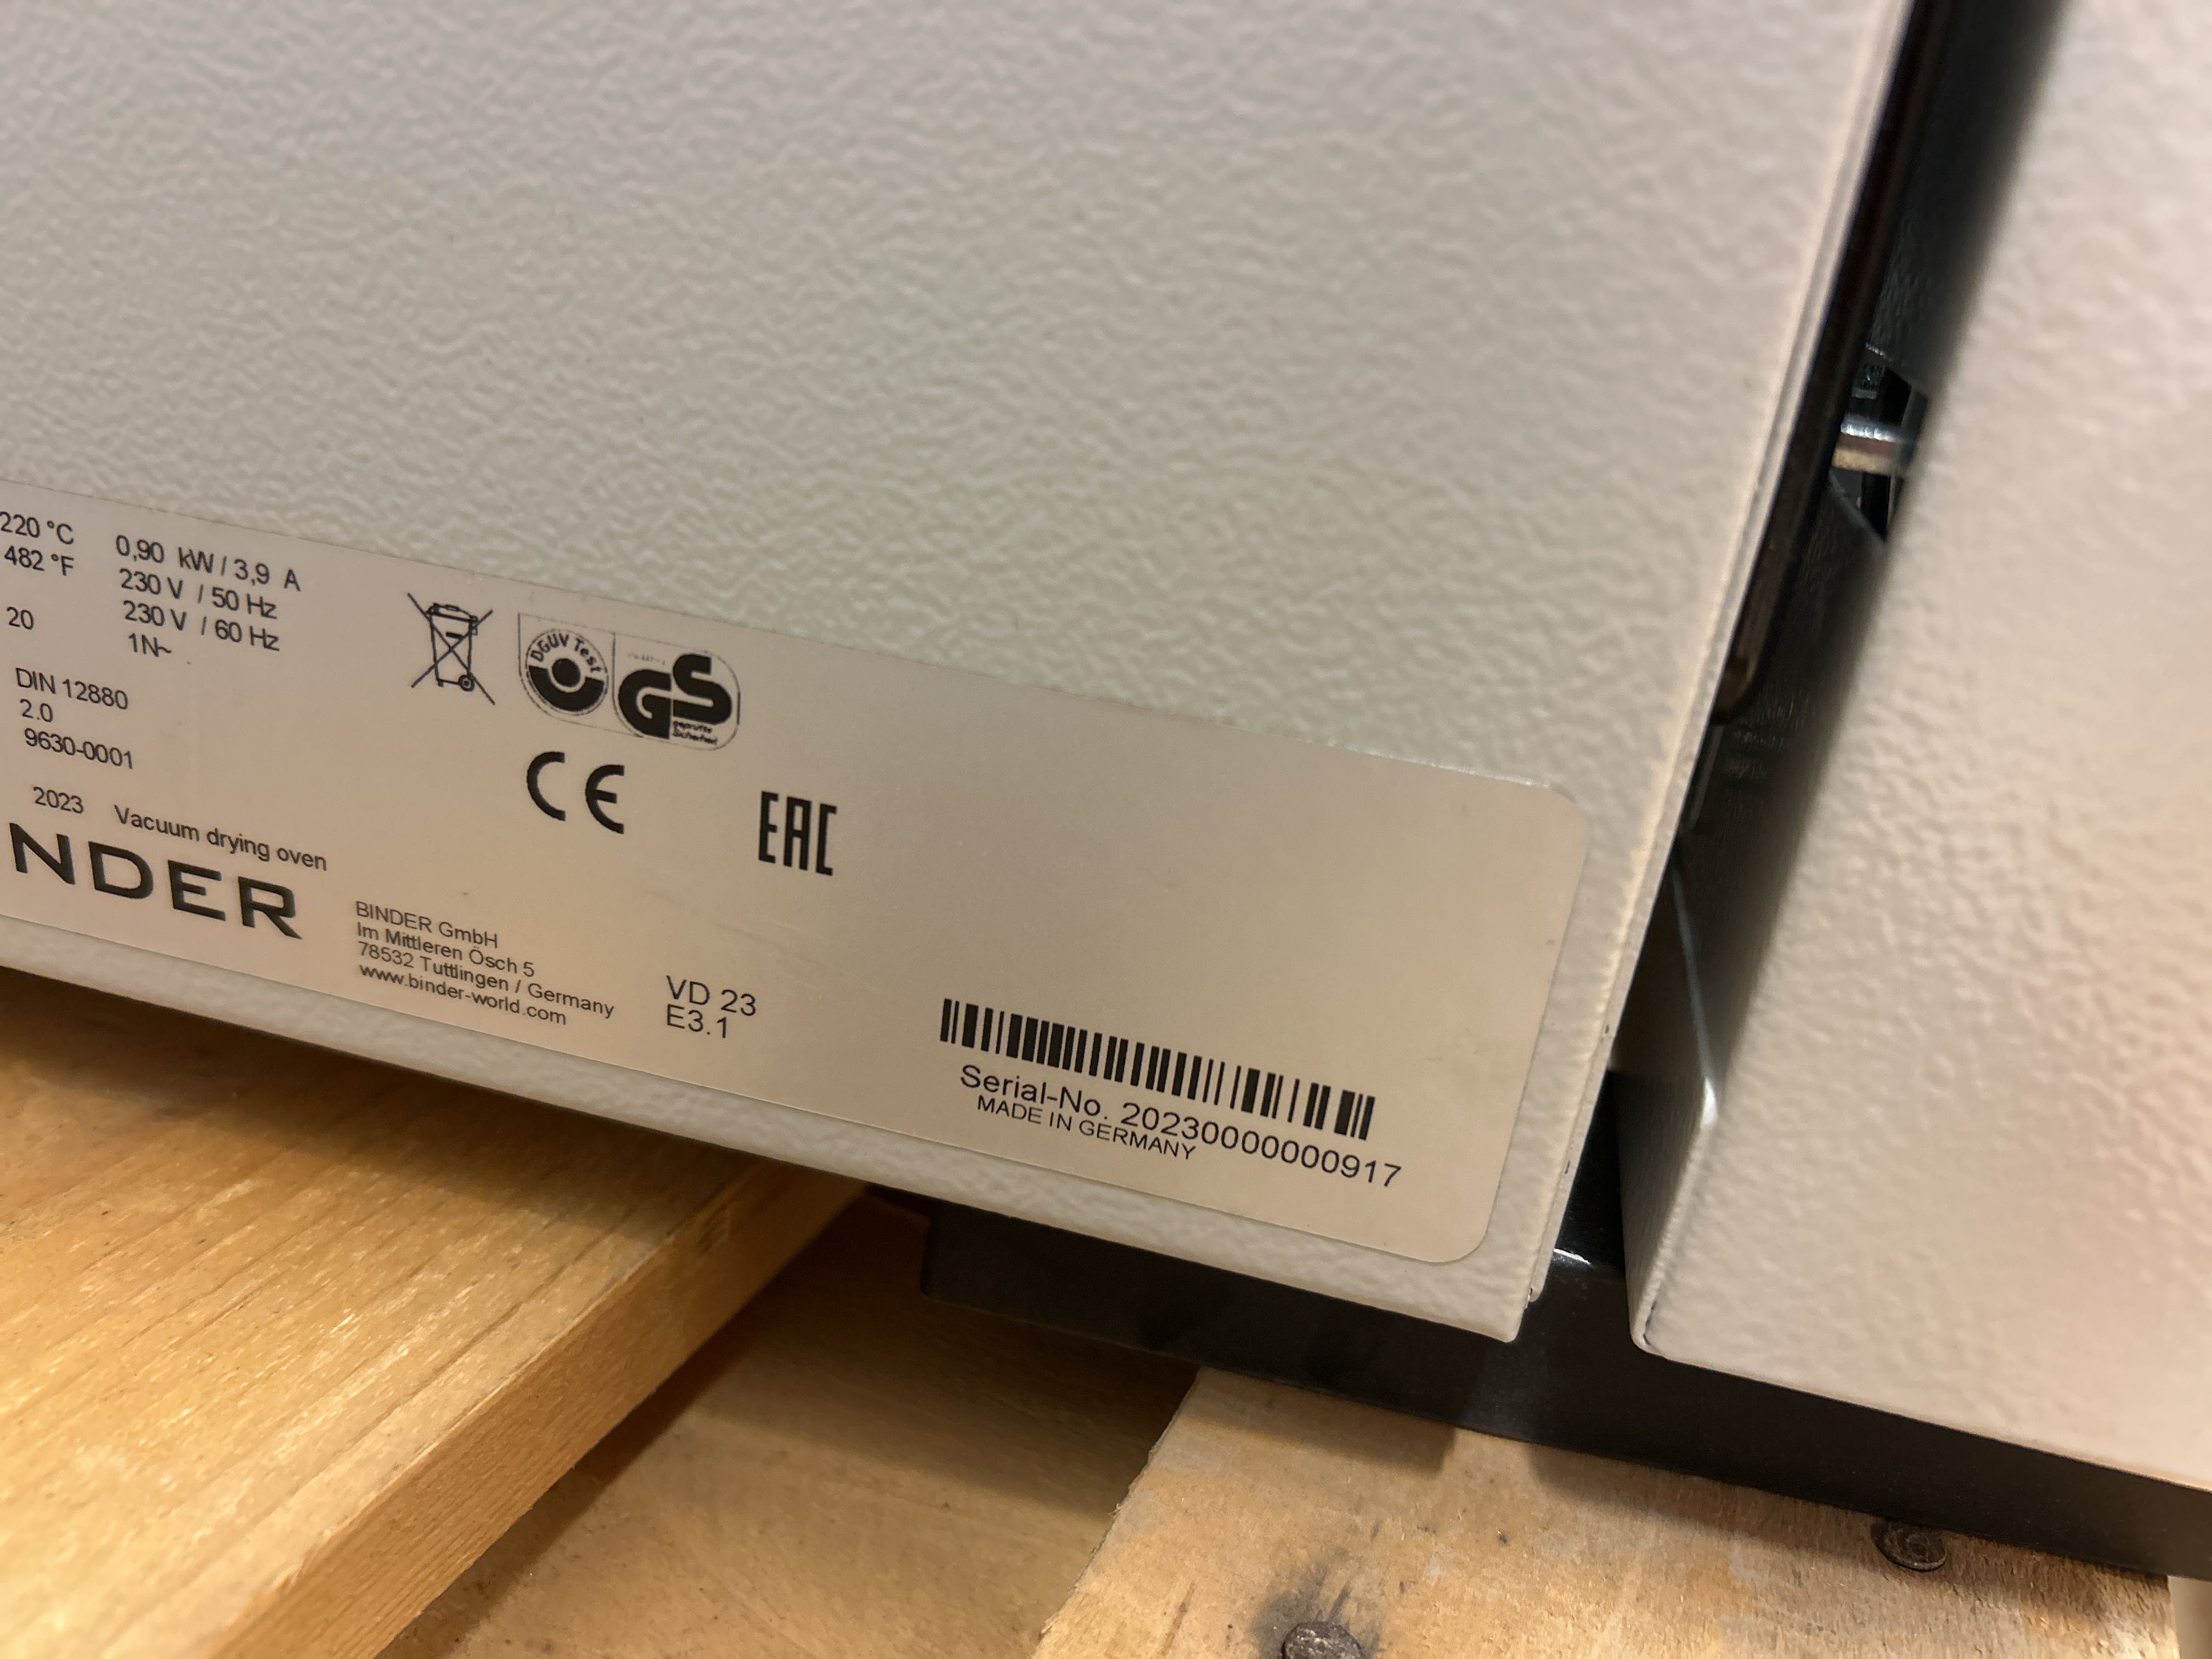 220 °C
482 °F
20
DIN 12880
2.0
9630-0001
0,90 kW / 3,9 A
230 V / 50 Hz
230 V / 60 Hz
1N~
DGUV Test
GS
geprüfte
Sicherheit
CE
EAC
2023 Vacuum drying oven
NDER
BINDER GmbH
Im Mittleren Ösch 5
78532 Tuttlingen / Germany
www.binder-world.com
VD 23
E3.1
Serial-No. 20230000000917
MADE IN GERMANY